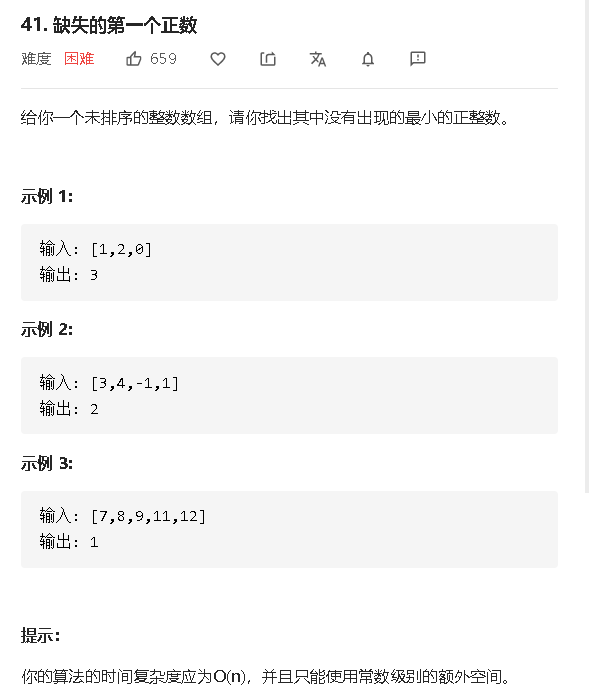 41. 缺失的第一个正数
难度 困难 659
给你一个未排序的整数数组，请你找出其中没有出现的最小的正整数。
示例 1:
输入: [1,2,0]
输出: 3
示例 2:
输入: [3,4,-1,1]
输出: 2
示例 3:
输入: [7,8,9,11,12]
输出: 1
提示：
你的算法的时间复杂度应为O(n)，并且只能使用常数级别的额外空间。